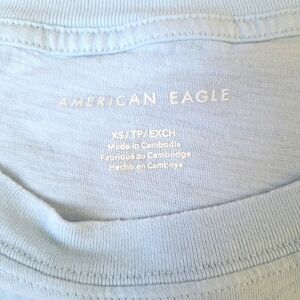 AMERICAN EAGLE
XS/TP/EXCH
Made in Cambodia
Fabriqué au Cambodge
Hecho en Camboya